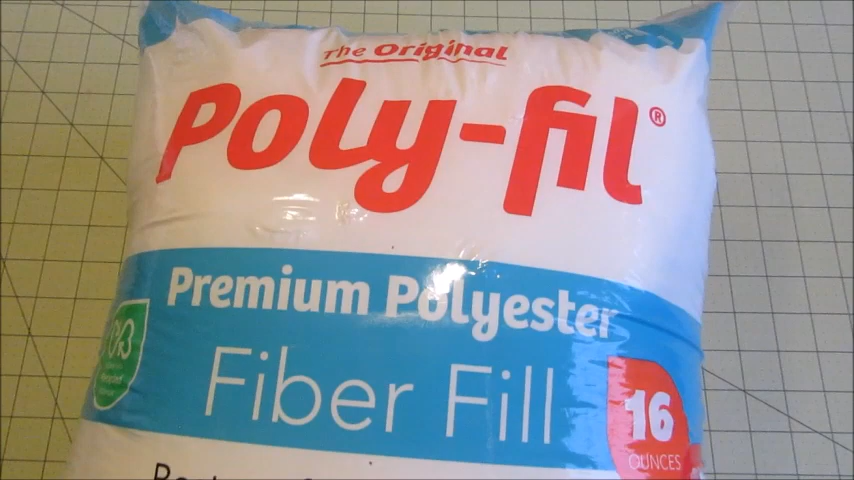 The Original
Poly-fil®
Premium Polyester
Fiber Fill
16
OUNCES